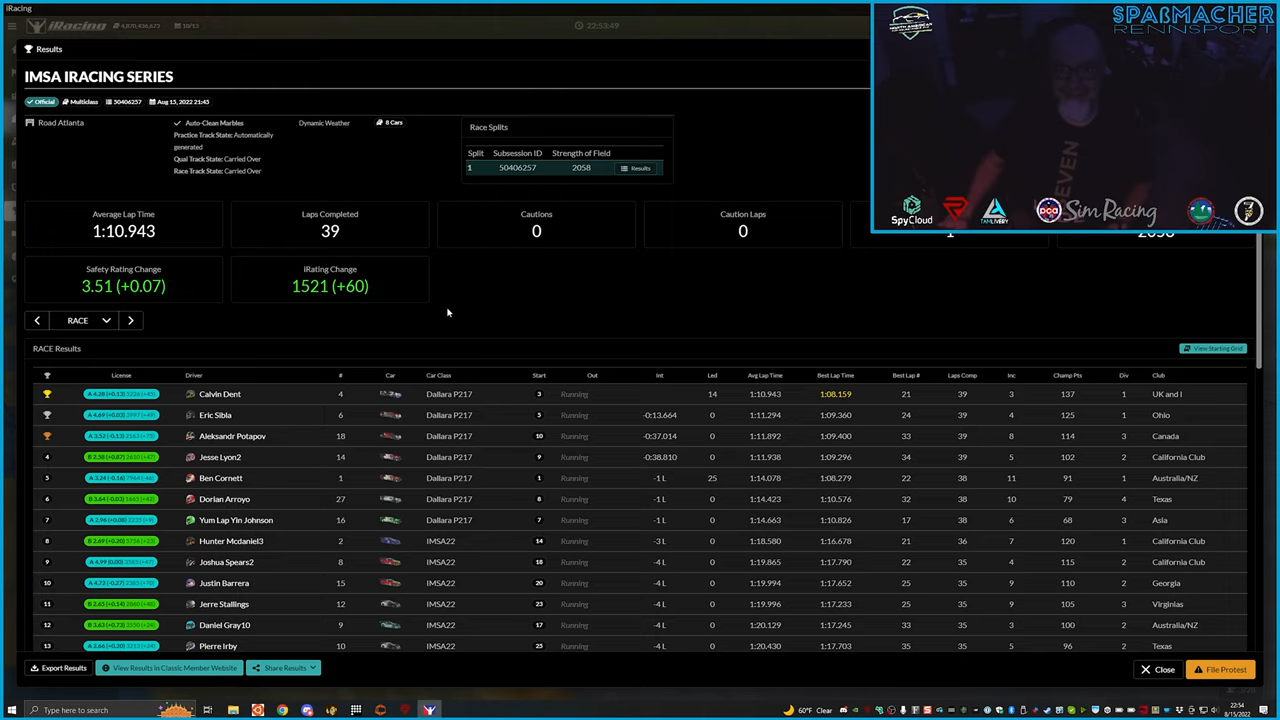 iRacing
iRacing 22:53:49
SPAßMACHER
RENNSPORT
Results
IMSA IRACING SERIES
Official Multiclass 50406257 Aug 15, 2022 21:45
Road Atlanta
Auto-Clean Marbles
Practice Track State: Automatically
generated
Qual Track State: Carried Over
Race Track State: Carried Over
Dynamic Weather
8 Cars
Race Splits
Split Subsession ID Strength of Field
1 50406257 2058 Results
EVEN
SpyCloud TAMLIVERY pca Sim Racing 7
Average Lap Time
1:10.943
Laps Completed
39
Cautions
0
Caution Laps
0
Safety Rating Change
3.51 (+0.07)
iRating Change
1521 (+60)
RACE
RACE Results View Starting Grid
License Driver # Car Car Class Start Out Int Led Avg Lap Time Best Lap Time Best Lap # Laps Comp Inc Champ Pts Div Club
Calvin Dent 4 Dallara P217 3 Running 14 1:10.943 1:08.159 21 39 3 137 1 UK and I
Eric Sibla 6 Dallara P217 5 Running -0:13.664 0 1:11.294 1:09.360 24 39 4 125 1 Ohio
Aleksandr Potapov 18 Dallara P217 10 Running -0:37.014 0 1:11.892 1:09.400 33 39 8 114 3 Canada
4 Jesse Lyon2 14 Dallara P217 9 Running -0:38.810 0 1:11.938 1:09.296 34 39 5 102 2 California Club
5 Ben Cornett 1 Dallara P217 1 Running -1 L 25 1:14.078 1:08.279 22 38 11 91 1 Australia/NZ
6 Dorian Arroyo 27 Dallara P217 8 Running -1 L 0 1:14.423 1:10.576 32 38 10 79 4 Texas
7 Yum Lap Yin Johnson 16 Dallara P217 7 Running -1 L 0 1:14.663 1:10.826 17 38 0 68 3 Asia
8 Hunter Mcdaniel3 2 IMSA22 14 Running -3 L 0 1:18.580 1:16.678 21 36 7 120 1 California Club
9 Joshua Spears2 8 IMSA22 18 Running -4 L 0 1:19.865 1:17.790 22 35 4 115 2 California Club
10 Justin Barrera 15 IMSA22 20 Running -4 L 0 1:19.994 1:17.652 25 35 9 110 2 Georgia
11 Jerre Stallings 12 IMSA22 23 Running -4 L 0 1:19.996 1:17.233 25 35 9 105 3 Virginias
12 Daniel Gray10 9 IMSA22 17 Running -4 L 0 1:20.129 1:17.245 33 35 3 100 2 Australia/NZ
13 Pierre Irby 10 IMSA22 25 Running -4 L 0 1:20.430 1:17.703 35 35 9 96 2 Texas
Export Results View Results in Classic Member Website Share Results Close File Protest
Type here to search 60°F Clear 22:54
8/15/2022